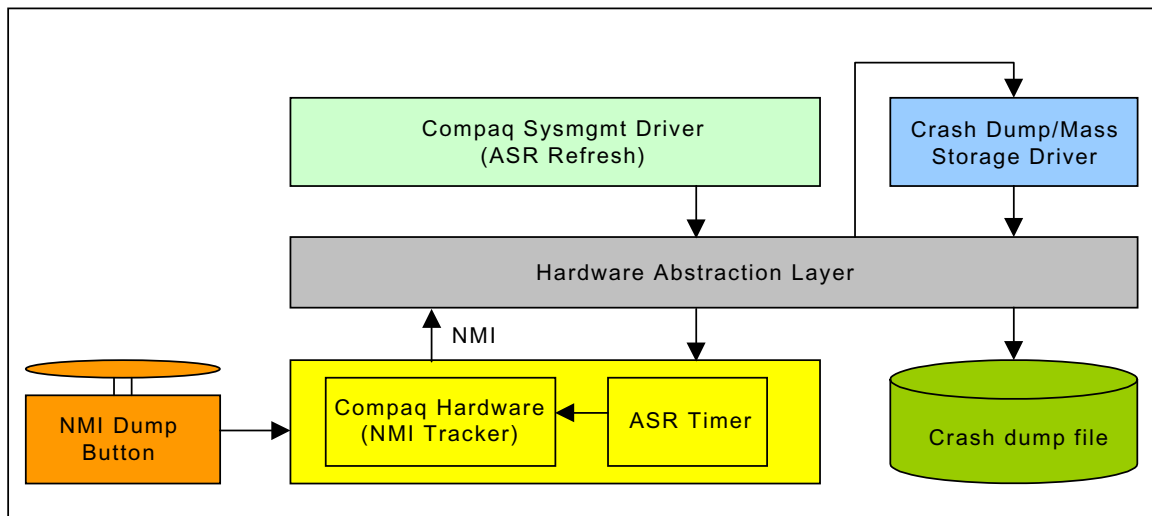 Compaq Sysmgmt Driver
(ASR Refresh)
Crash Dump/Mass
Storage Driver
Hardware Abstraction Layer
NMI
NMI Dump
Button
Compaq Hardware
(NMI Tracker)
ASR Timer
Crash dump file